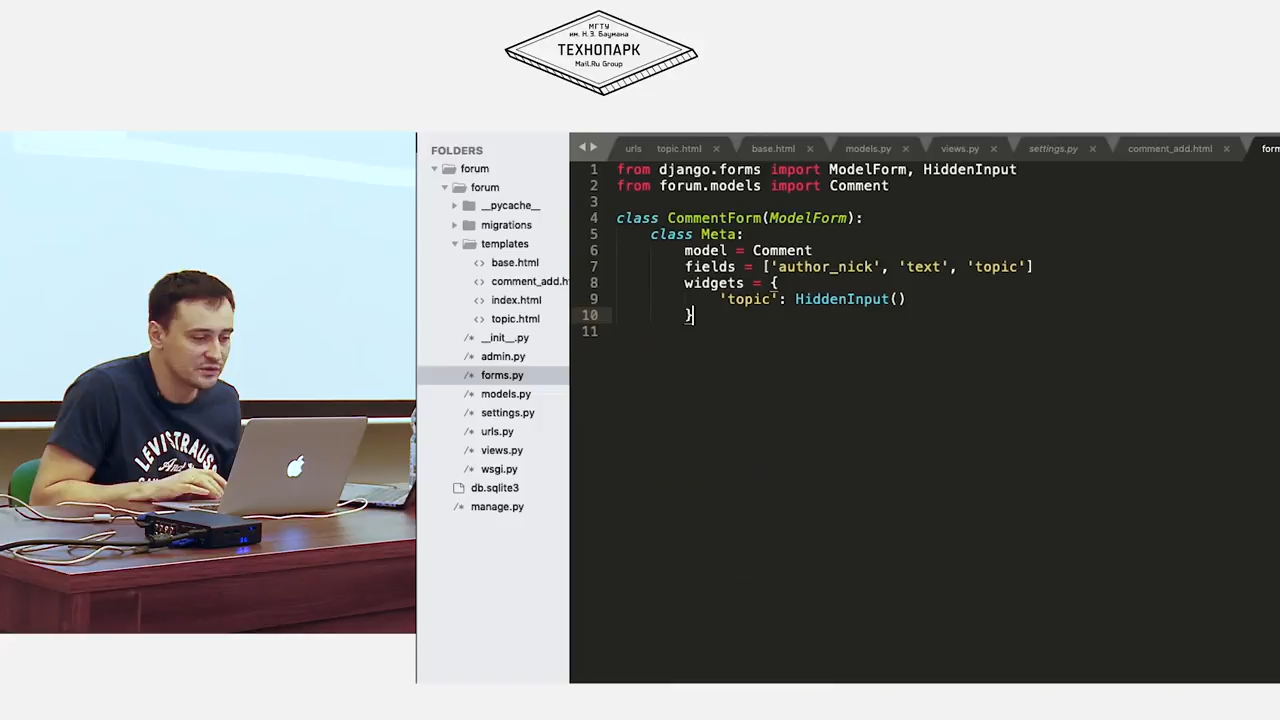 МГТУ
им. Н.Э. Баумана
ТЕХНОПАРК
Mail.Ru Group
LEVISTRAUSS
And
FOLDERS
forum
forum
__pycache__
migrations
templates
base.html
comment_add.h
index.html
topic.html
__init__.py
admin.py
forms.py
models.py
settings.py
urls.py
views.py
wsgi.py
db.sqlite3
manage.py
urls topic.html base.html models.py views.py settings.py comment_add.html form
1 from django.forms import ModelForm, HiddenInput
2 from forum.models import Comment
3
4 class CommentForm(ModelForm):
5 class Meta:
6 model = Comment
7 fields = ['author_nick', 'text', 'topic']
8 widgets = {
9 'topic': HiddenInput()
10 }
11